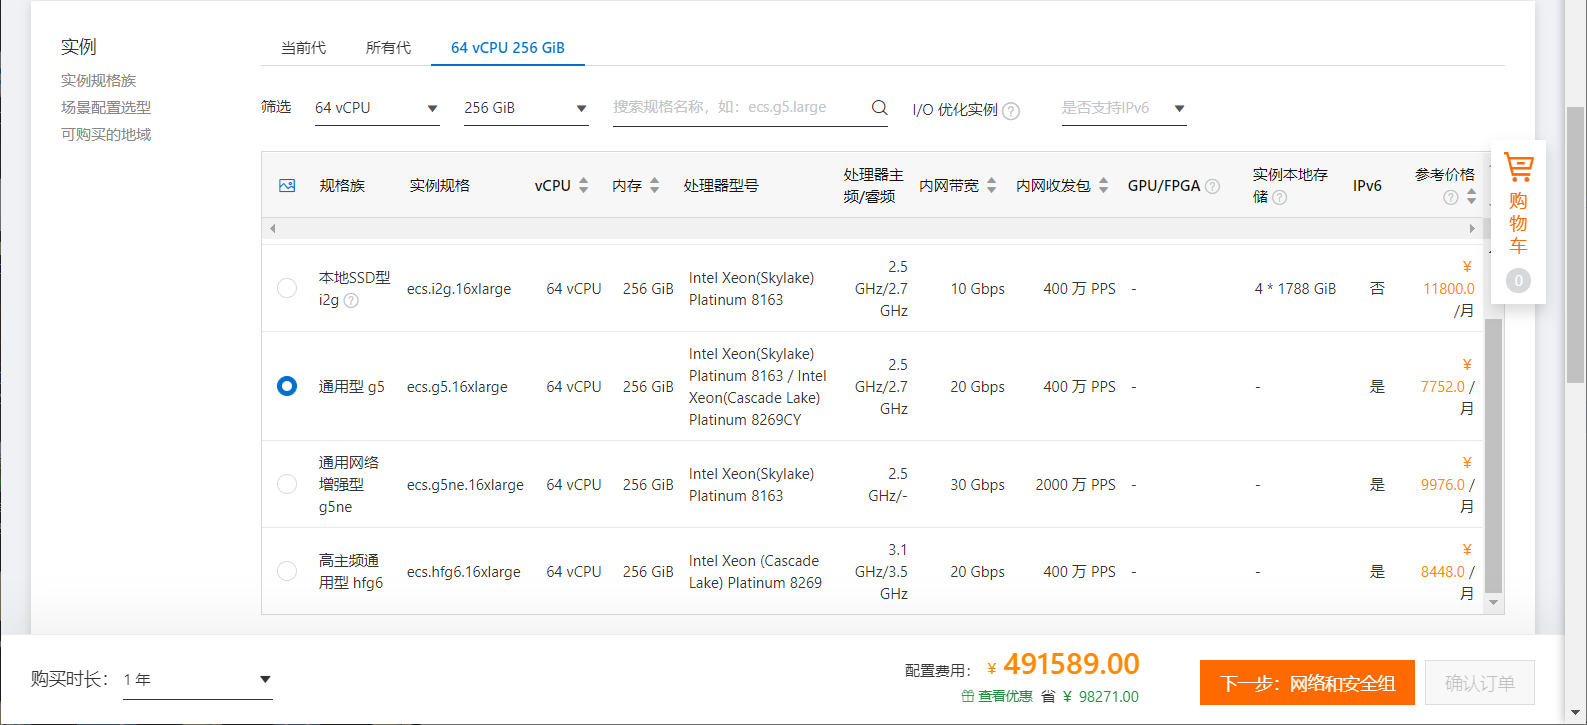 实例
实例规格族
场景配置选型
可购买的地域
当前代 所有代 64 vCPU 256 GiB
筛选 64 vCPU 256 GiB 搜索规格名称，如：ecs.g5.large I/O 优化实例 ? 是否支持IPv6
规格族 实例规格 vCPU 内存 处理器型号 处理器主 内网带宽 内网收发包 GPU/FPGA ? 实例本地存 IPv6 参考价格
频/睿频 储 ? ?
本地SSD型
i2g ?
ecs.i2g.16xlarge 64 vCPU 256 GiB
Intel Xeon(Skylake)
Platinum 8163
2.5
GHz/2.7
GHz
10 Gbps 400 万 PPS - 4 * 1788 GiB 否
¥
11800.0
/月
通用型 g5 ecs.g5.16xlarge 64 vCPU 256 GiB
Intel Xeon(Skylake)
Platinum 8163 / Intel
Xeon(Cascade Lake)
Platinum 8269CY
2.5
GHz/2.7
GHz
20 Gbps 400 万 PPS - - 是
¥
7752.0 /
月
通用网络
增强型
g5ne
ecs.g5ne.16xlarge 64 vCPU 256 GiB
Intel Xeon(Skylake)
Platinum 8163
2.5
GHz/-
30 Gbps 2000 万 PPS - - 是
¥
9976.0 /
月
高主频通
用型 hfg6
ecs.hfg6.16xlarge 64 vCPU 256 GiB
Intel Xeon (Cascade
Lake) Platinum 8269
3.1
GHz/3.5
GHz
20 Gbps 400 万 PPS - - 是
¥
8448.0 /
月
购
物
车
0
购买时长： 1 年
配置费用： ¥ 491589.00
查看优惠 省 ¥ 98271.00
下一步：网络和安全组 确认订单